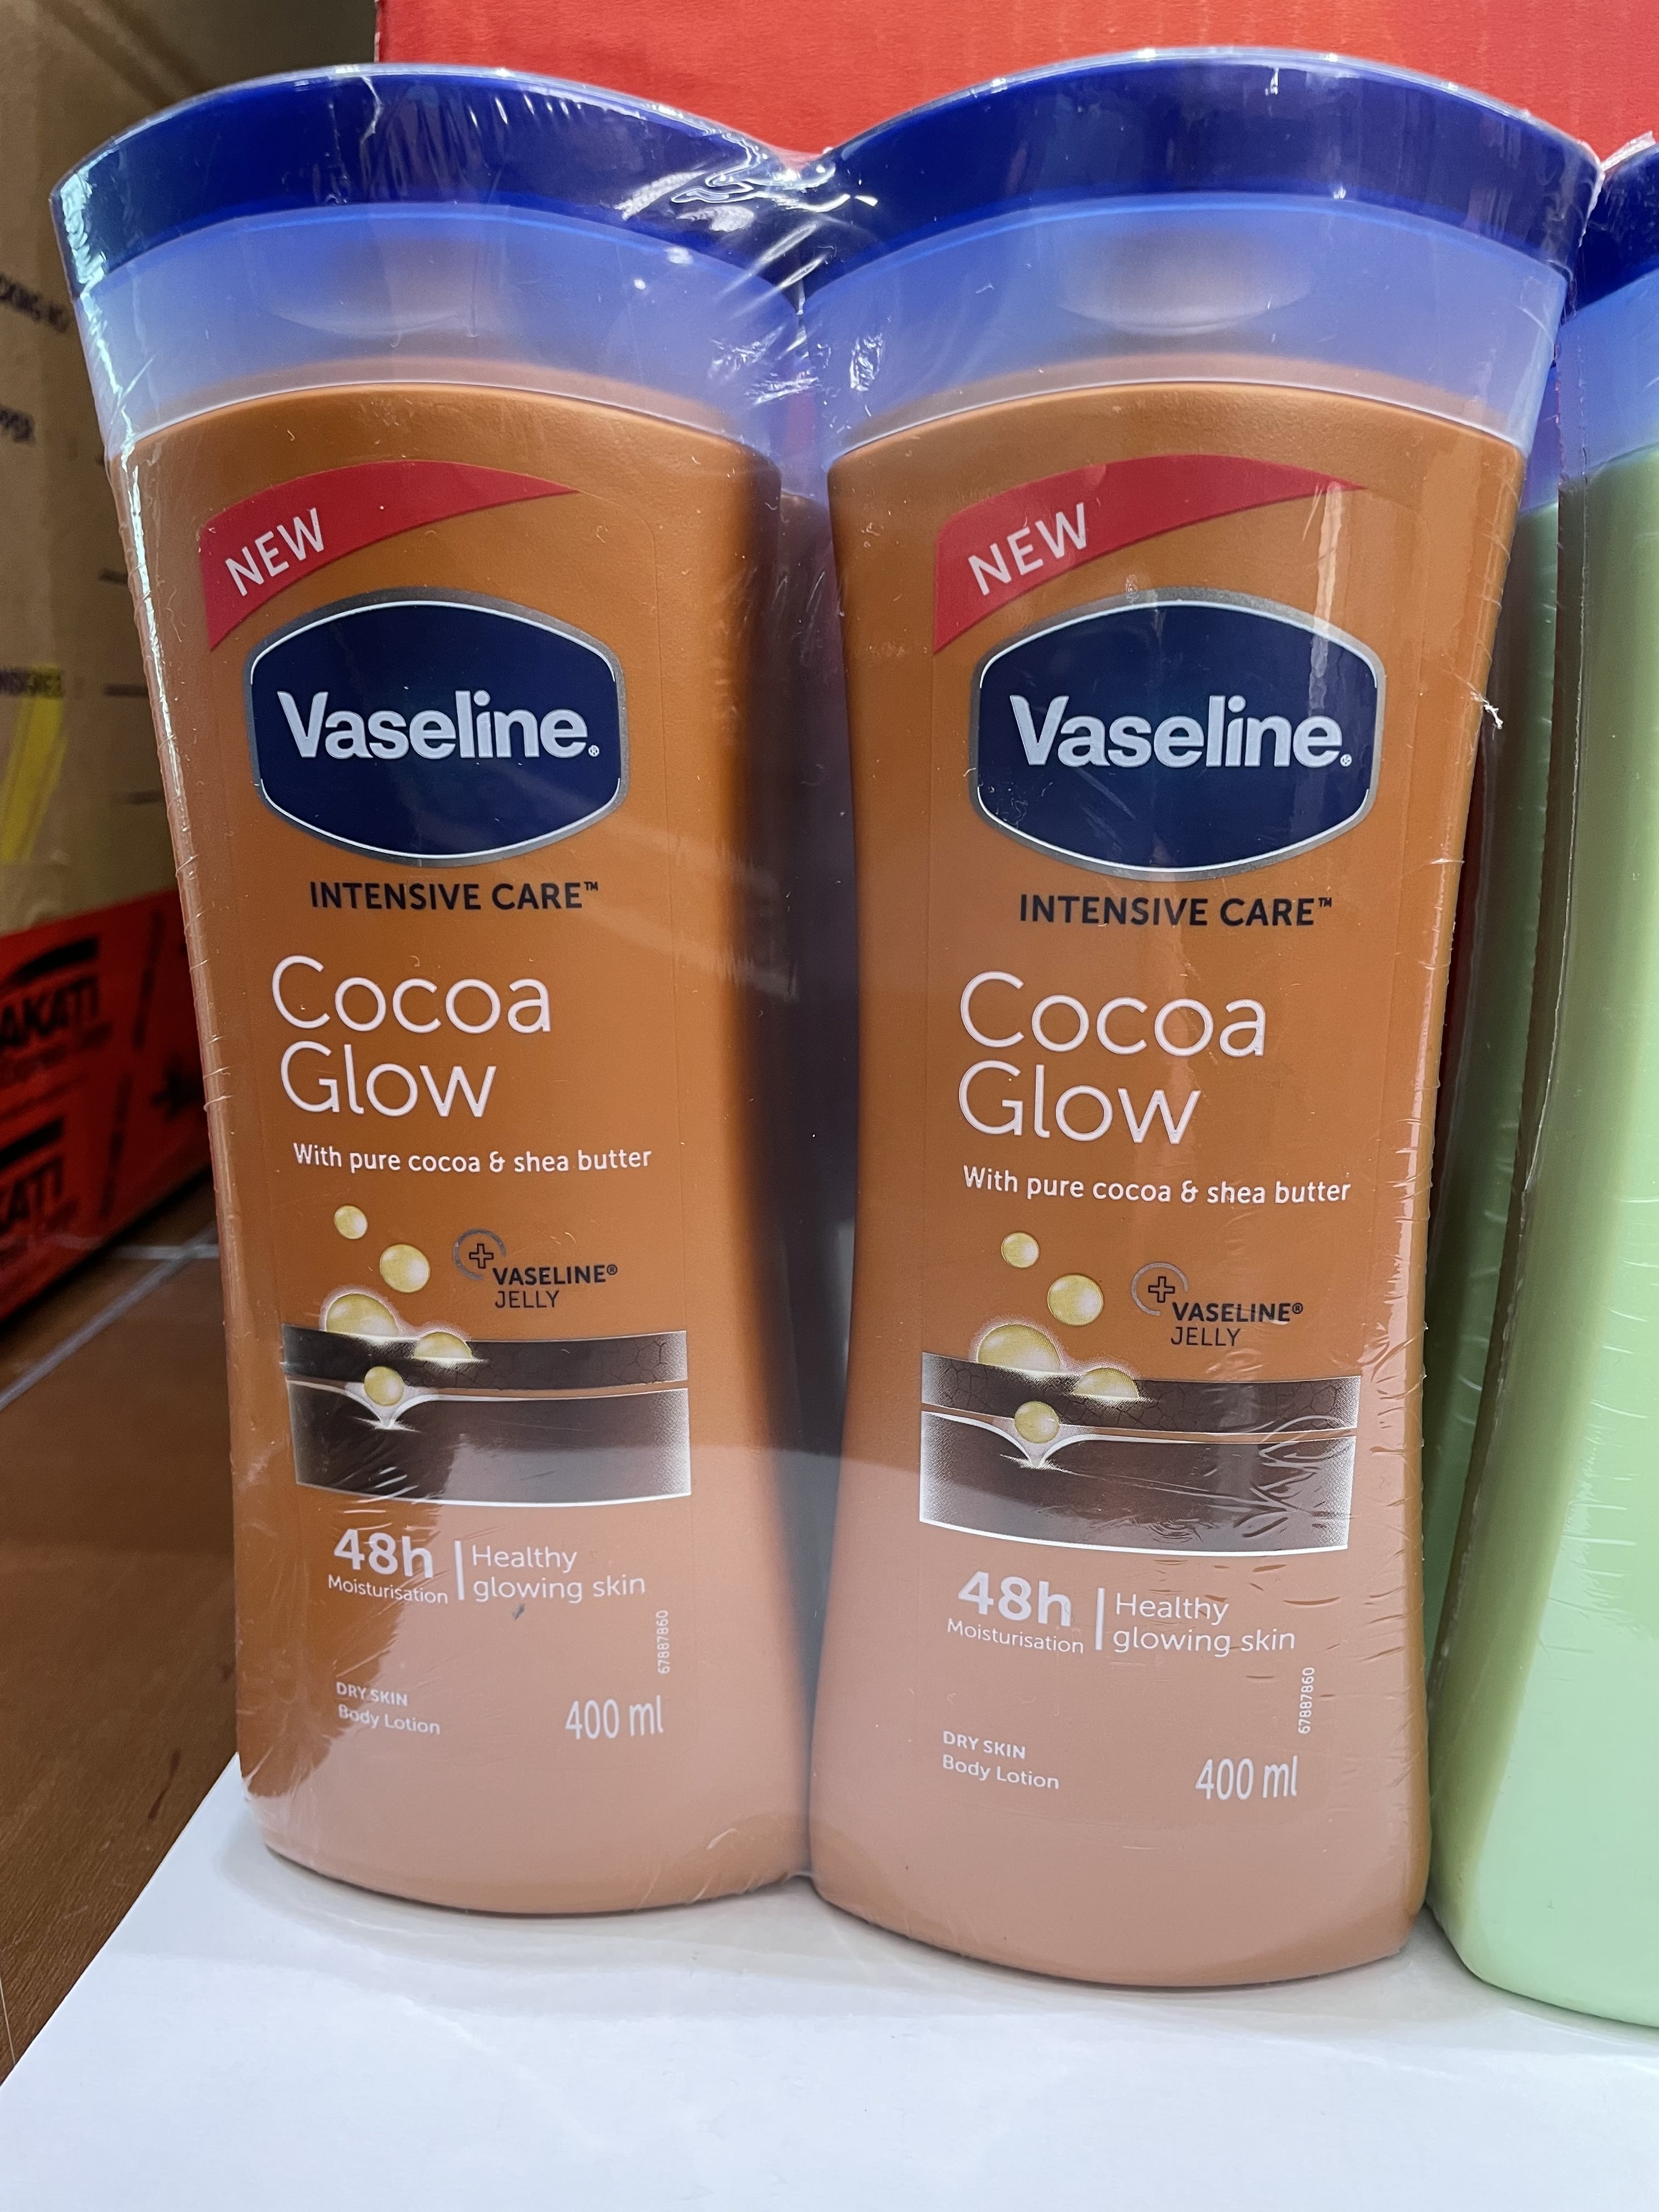 NEW
Vaseline®
INTENSIVE CARE™
Cocoa
Glow
With pure cocoa & shea butter
VASELINE®
JELLY
48h
Moisturisation
Healthy
glowing skin
67887860
DRY SKIN
Body Lotion
400 ml
NEW
Vaseline®
INTENSIVE CARE™
Cocoa
Glow
With pure cocoa & shea butter
VASELINE®
JELLY
48h
Moisturisation
Healthy
glowing skin
67887860
DRY SKIN
Body Lotion
400 ml